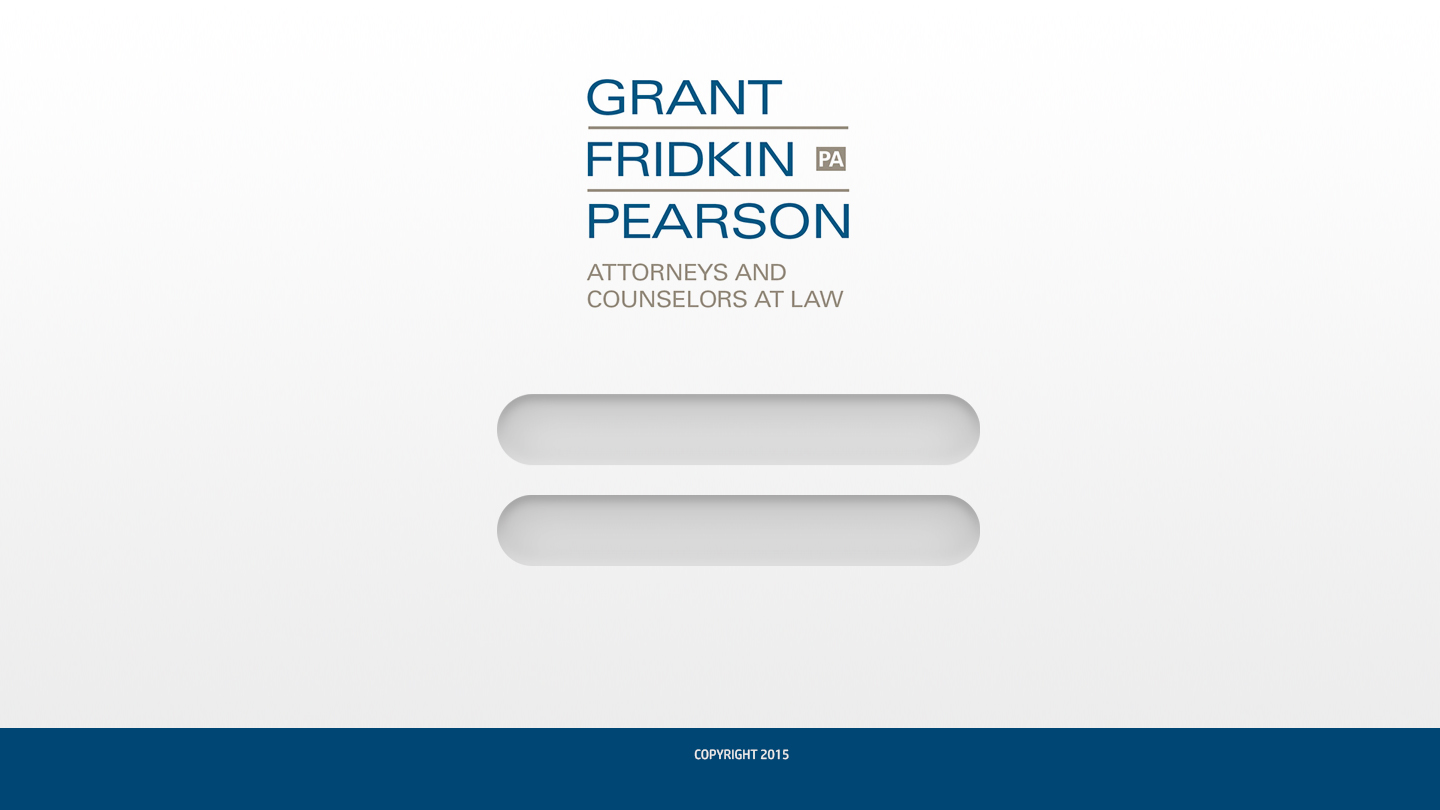 GRANT
FRIDKIN PA
PEARSON
ATTORNEYS AND
COUNSELORS AT LAW
COPYRIGHT 2015